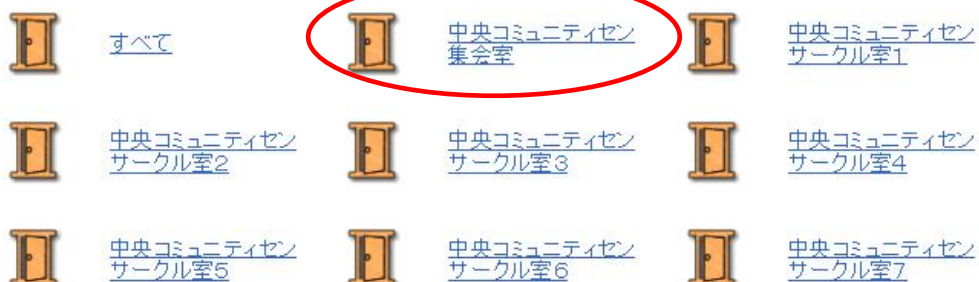 すべて
中央コミュニティセン
集会室
中央コミュニティセン
サークル室1
中央コミュニティセン
サークル室2
中央コミュニティセン
サークル室3
中央コミュニティセン
サークル室4
中央コミュニティセン
サークル室5
中央コミュニティセン
サークル室6
中央コミュニティセン
サークル室7